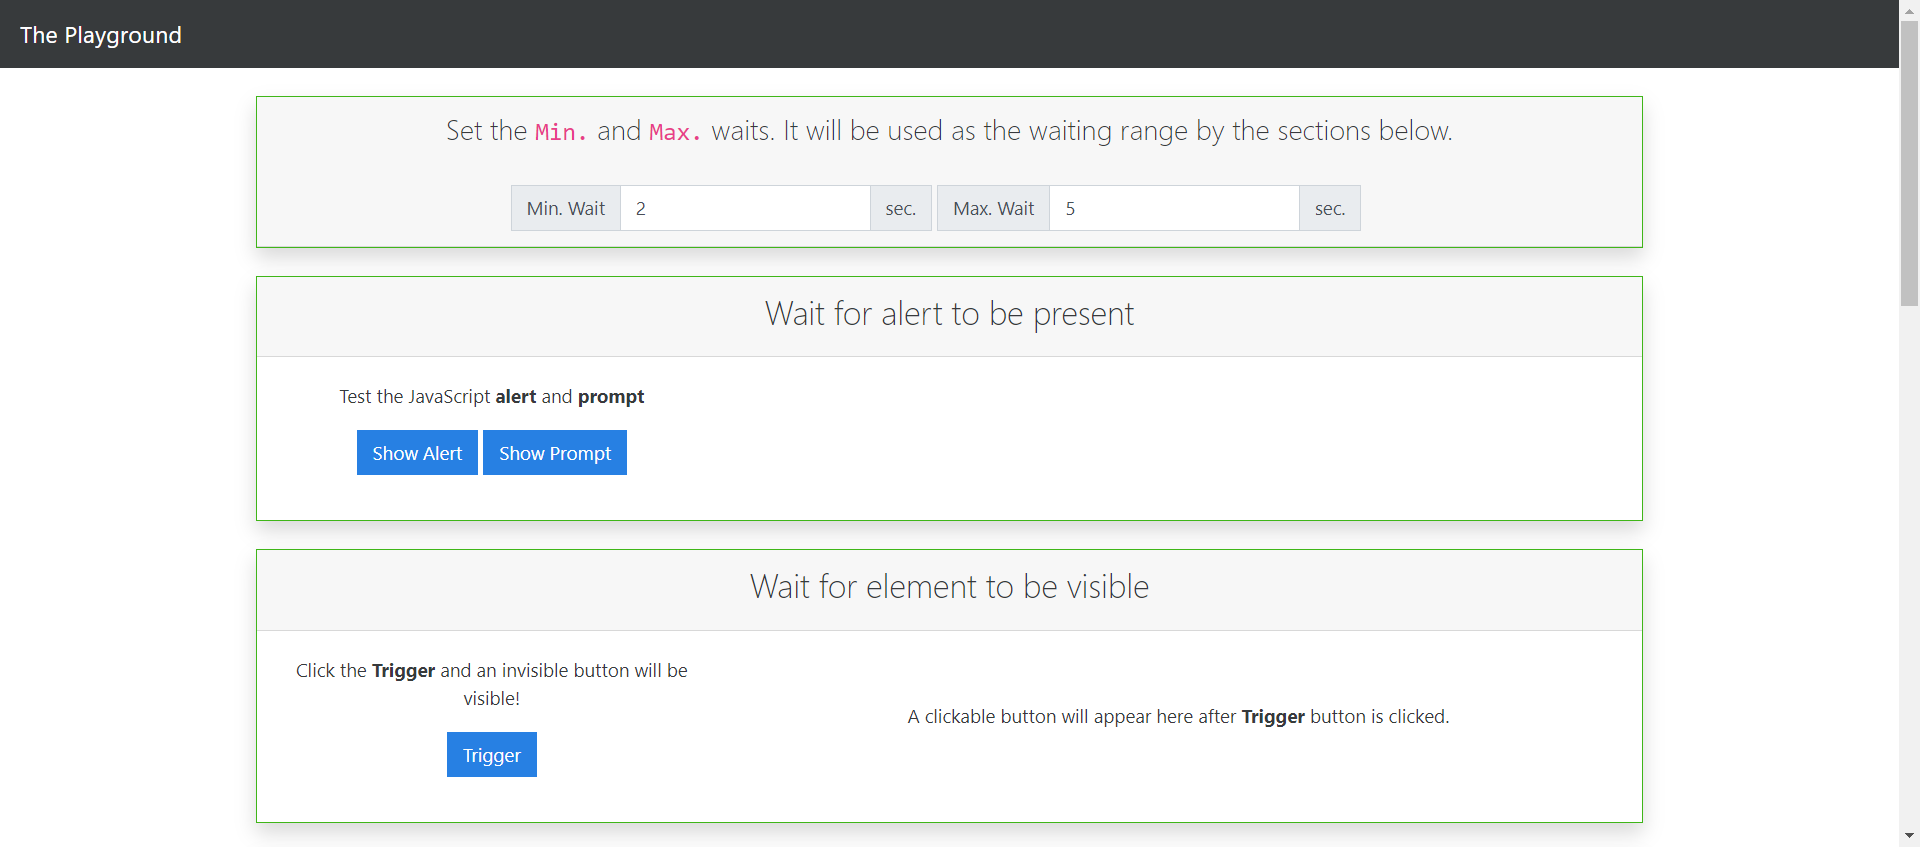 The Playground
Set the Min. and Max. waits. It will be used as the waiting range by the sections below.
Min. Wait 2 sec. Max. Wait 5 sec.
Wait for alert to be present
Test the JavaScript alert and prompt
Show Alert Show Prompt
Wait for element to be visible
Click the Trigger and an invisible button will be
visible!
A clickable button will appear here after Trigger button is clicked.
Trigger